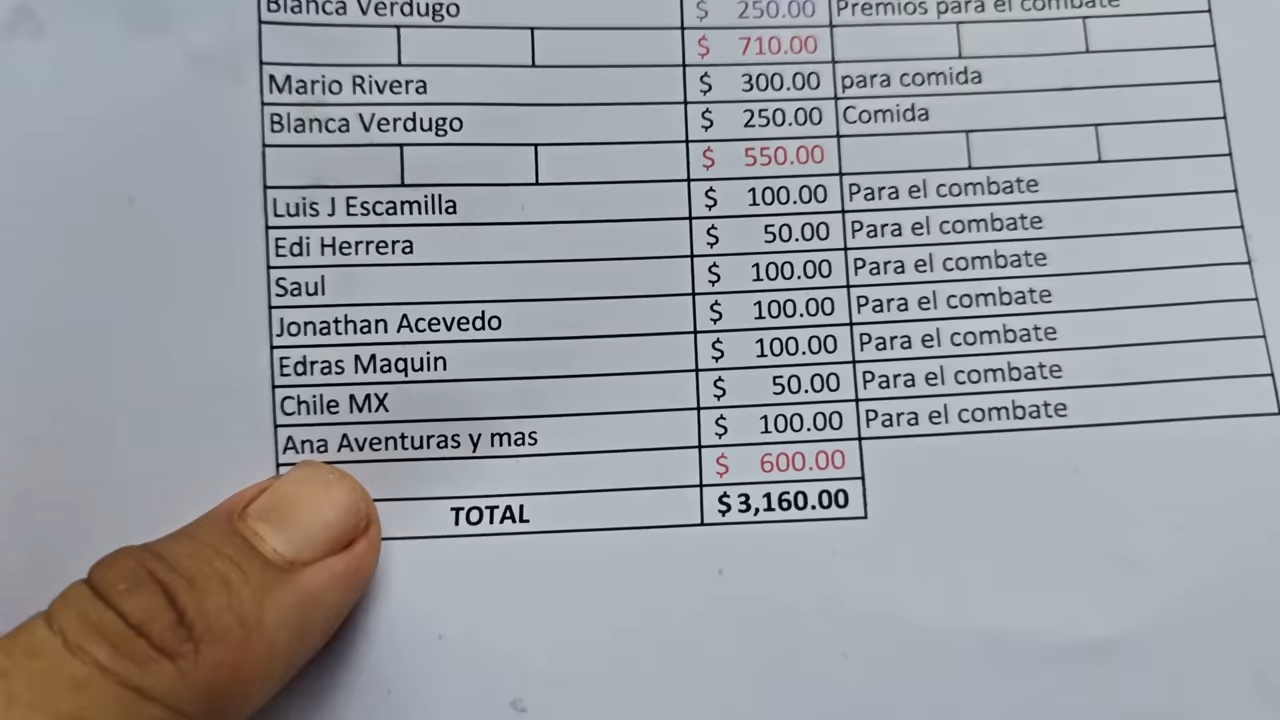 Blanca Verdugo $ 250.00 Premios para el combate
$ 710.00
Mario Rivera $ 300.00 para comida
Blanca Verdugo $ 250.00 Comida
$ 550.00
Luis J Escamilla $ 100.00 Para el combate
Edi Herrera $ 50.00 Para el combate
Saul $ 100.00 Para el combate
Jonathan Acevedo $ 100.00 Para el combate
Edras Maquin $ 100.00 Para el combate
Chile MX $ 50.00 Para el combate
Ana Aventuras y mas $ 100.00 Para el combate
$ 600.00
TOTAL $3,160.00